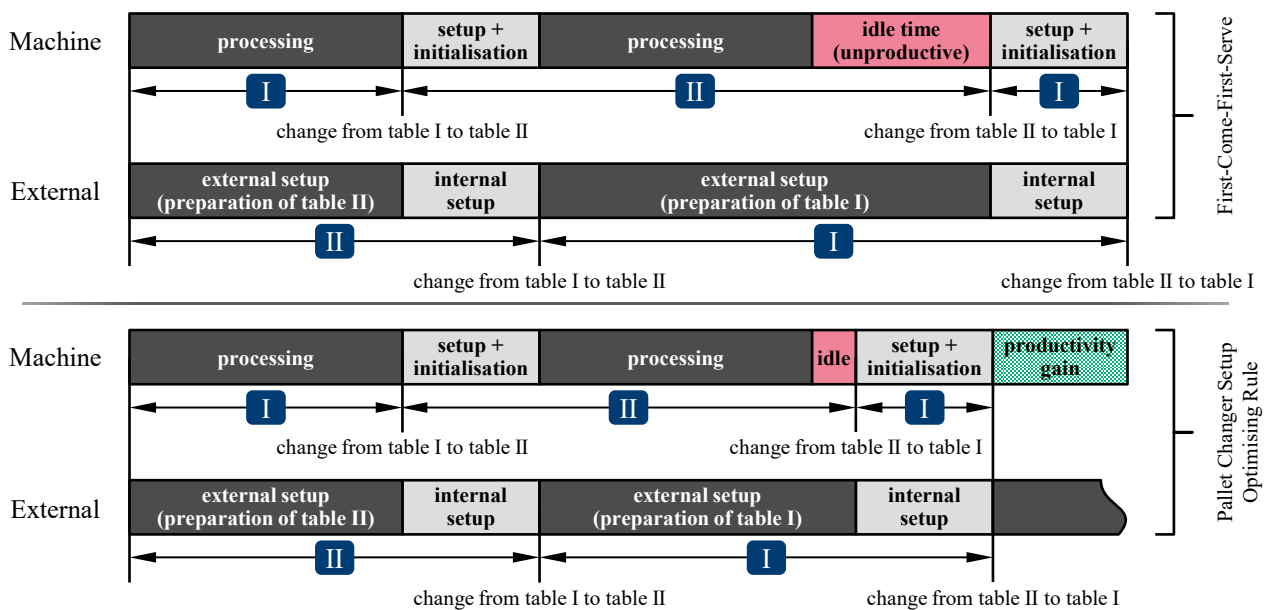 Machine
processing
setup +
initialisation
processing
idle time
(unproductive)
setup +
initialisation
I
II
I
change from table I to table II
change from table II to table I
External
external setup
(preparation of table II)
internal
setup
external setup
(preparation of table I)
internal
setup
II
I
change from table I to table II
change from table II to table I
First-Come-First-Serve
Machine
processing
setup +
initialisation
processing
idle
setup +
initialisation
productivity
gain
I
II
I
change from table I to table II
change from table II to table I
External
external setup
(preparation of table II)
internal
setup
external setup
(preparation of table I)
internal
setup
II
I
change from table I to table II
change from table II to table I
Pallet Changer Setup
Optimising Rule